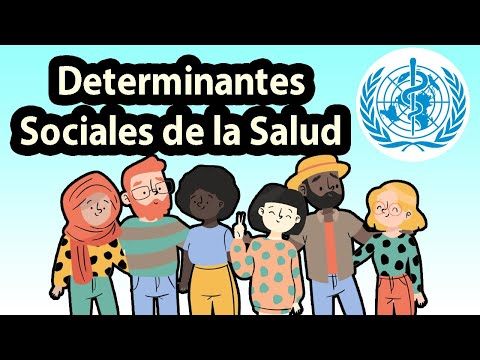 Determinantes
Sociales de la Salud